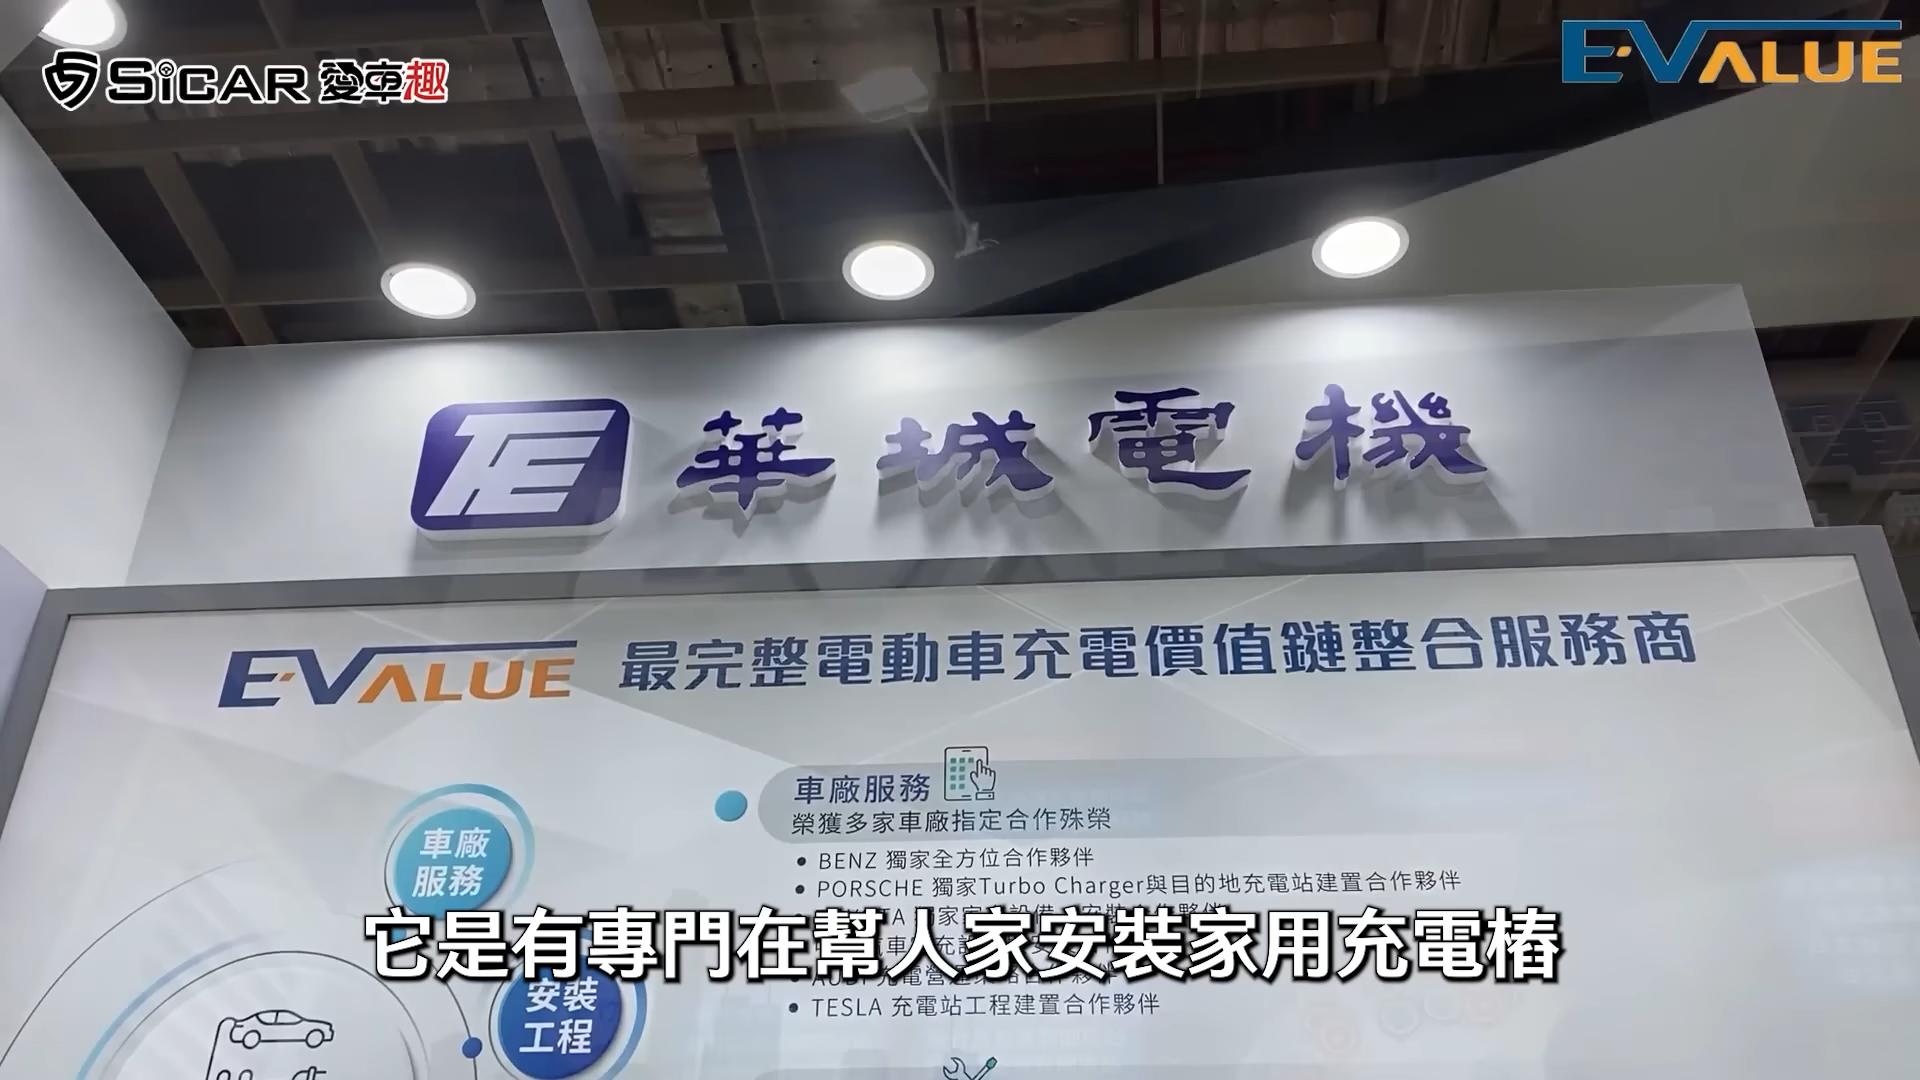 SiCAR 愛車趣
EVALUE
華城電機
EVALUE 最完整電動車充電價值鏈整合服務商
車廠服務
榮獲多家車廠指定合作殊榮
• BENZ 獨家全方位合作夥伴
• PORSCHE 獨家Turbo Charger與目的地充電站建置合作夥伴
• TESLA 充電站工程建置合作夥伴
車廠
服務
安裝
工程
它是有專門在幫人家安裝家用充電樁